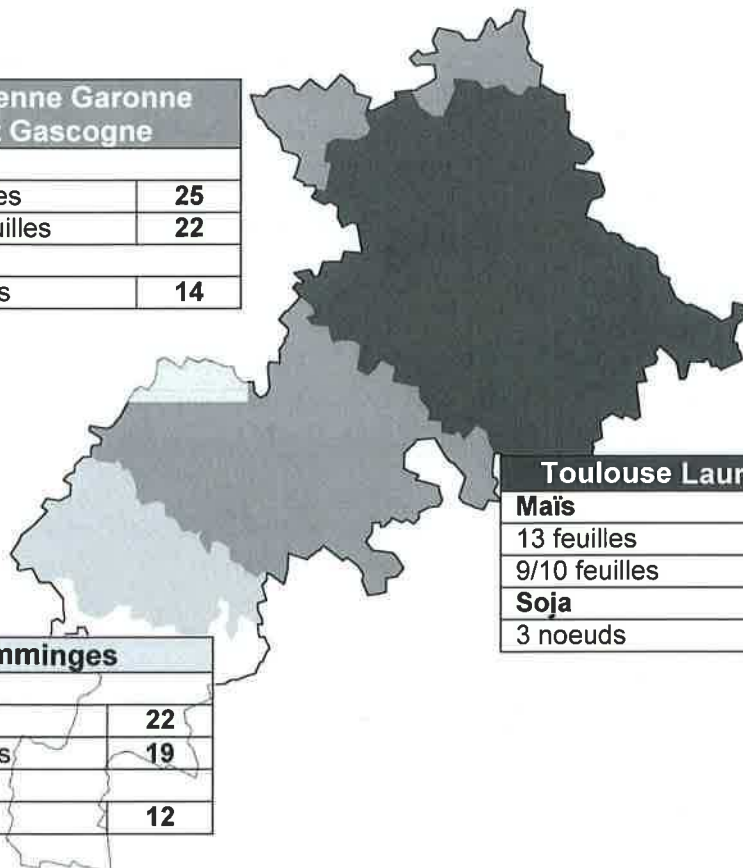 enne Garonne
t Gascogne
es 25
uilles 22
s 14
Toulouse Laur
Maïs
13 feuilles
9/10 feuilles
Soja
3 noeuds
mminges
22
s 19
12